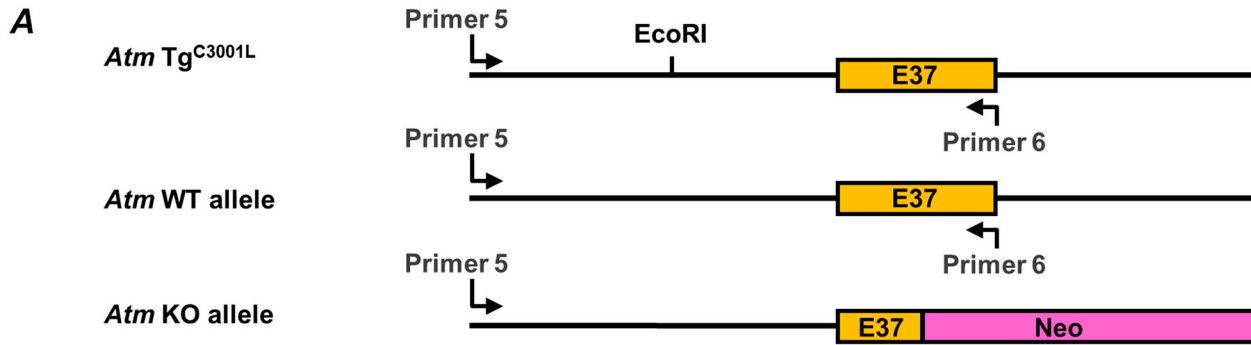 A
Primer 5
EcoRI
Atm Tg^C3001L
E37
Primer 6
Primer 5
Atm WT allele
E37
Primer 6
Primer 5
Atm KO allele
E37
Neo